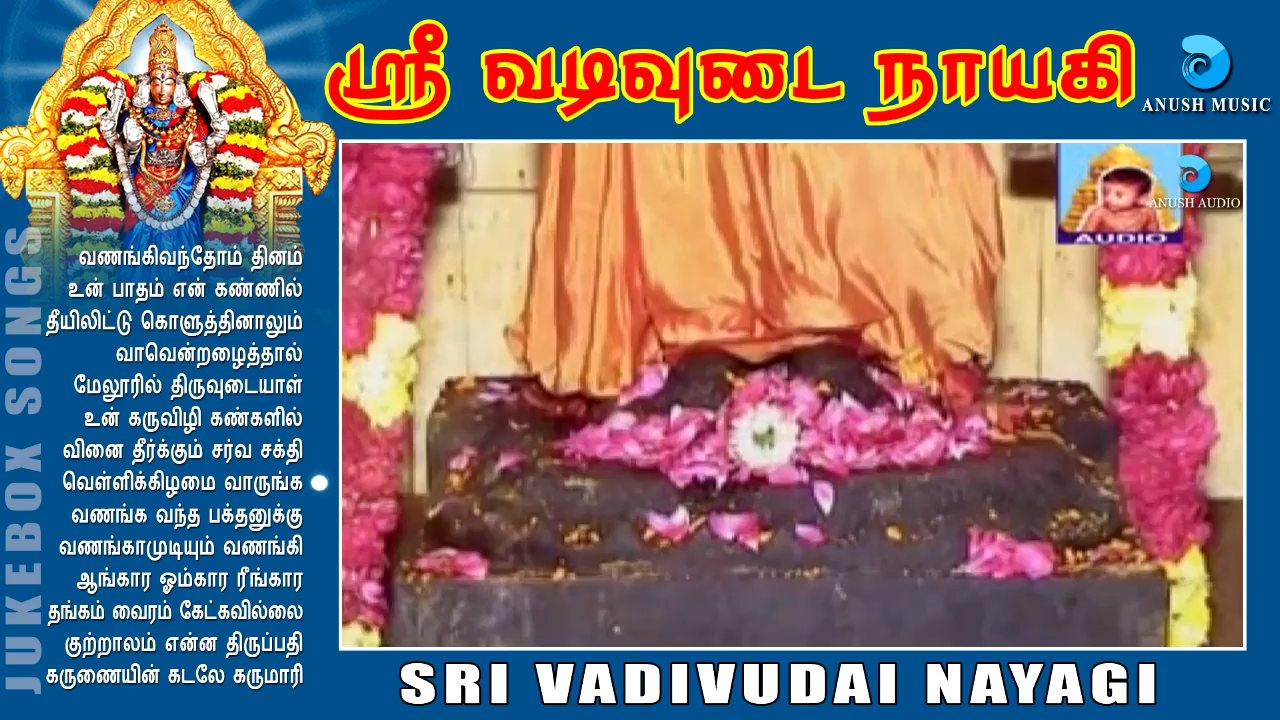 ஸ்ரீ வடிவுடை நாயகி
ANUSH MUSIC
ANUSH AUDIO
AUDIO
JUKEBOX SONGS
வணங்கிவந்தோம் தினம்
உன் பாதம் என் கண்ணில்
தீயிலிட்டு கொளுத்தினாலும்
வாவென்றழைத்தால்
மேலூரில் திருவுடையாள்
உன் கருவிழி கண்களில்
வினை தீர்க்கும் சர்வ சக்தி
வெள்ளிக்கிழமை வாருங்க
வணங்க வந்த பக்தனுக்கு
வணங்காமுடியும் வணங்கி
ஆங்கார ஓம்கார ரீங்கார
தங்கம் வைரம் கேட்கவில்லை
குற்றாலம் என்ன திருப்பதி
கருணையின் கடலே கருமாரி
SRI VADIVUDAI NAYAGI